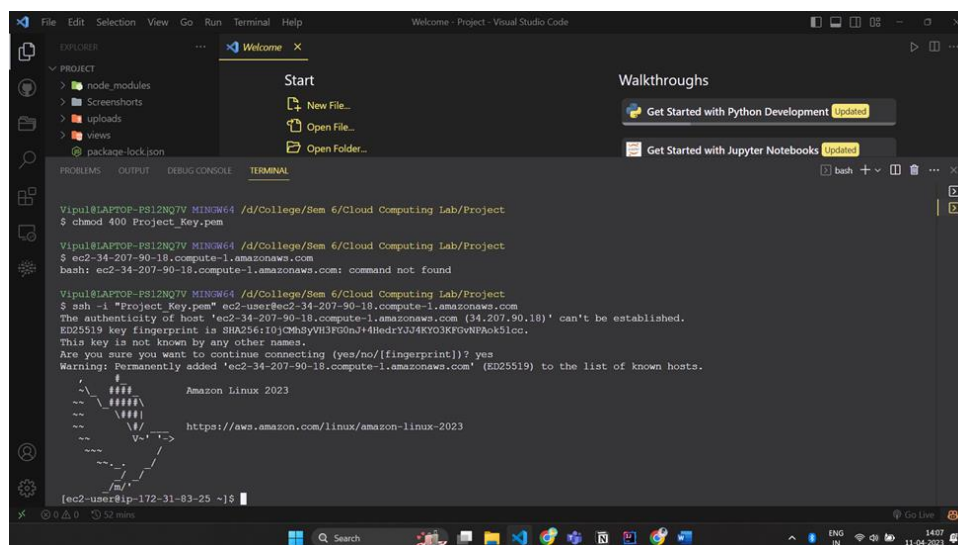 File Edit Selection View Go Run Terminal Help
Welcome - Project - Visual Studio Code
EXPLORER
Welcome
PROJECT
node_modules
Screenshorts
uploads
views
package-lock.json
Start
New File...
Open File...
Open Folder...
Walkthroughs
Get Started with Python Development Updated
Get Started with Jupyter Notebooks Updated
PROBLEMS OUTPUT DEBUG CONSOLE TERMINAL
bash
Vipul@LAPTOP-PS12NQ7V MINGW64 /d/College/Sem 6/Cloud Computing Lab/Project
$ chmod 400 Project_Key.pem
Vipul@LAPTOP-PS12NQ7V MINGW64 /d/College/Sem 6/Cloud Computing Lab/Project
$ ec2-34-207-90-18.compute-1.amazonaws.com
bash: ec2-34-207-90-18.compute-1.amazonaws.com: command not found
Vipul@LAPTOP-PS12NQ7V MINGW64 /d/College/Sem 6/Cloud Computing Lab/Project
$ ssh -i "Project_Key.pem" ec2-user@ec2-34-207-90-18.compute-1.amazonaws.com
The authenticity of host 'ec2-34-207-90-18.compute-1.amazonaws.com (34.207.90.18)' can't be established.
ED25519 key fingerprint is SHA256:I0jCMhSyVH3FG0nJ+4HedrYJJ4KYO3KFGvNPAok5lcc.
This key is not known by any other names.
Are you sure you want to continue connecting (yes/no/[fingerprint])? yes
Warning: Permanently added 'ec2-34-207-90-18.compute-1.amazonaws.com' (ED25519) to the list of known hosts.
Amazon Linux 2023
https://aws.amazon.com/linux/amazon-linux-2023
[ec2-user@ip-172-31-83-25 ~]$
0 0 52 mins
Go Live
Search
ENG
IN
14:07
11-04-2023